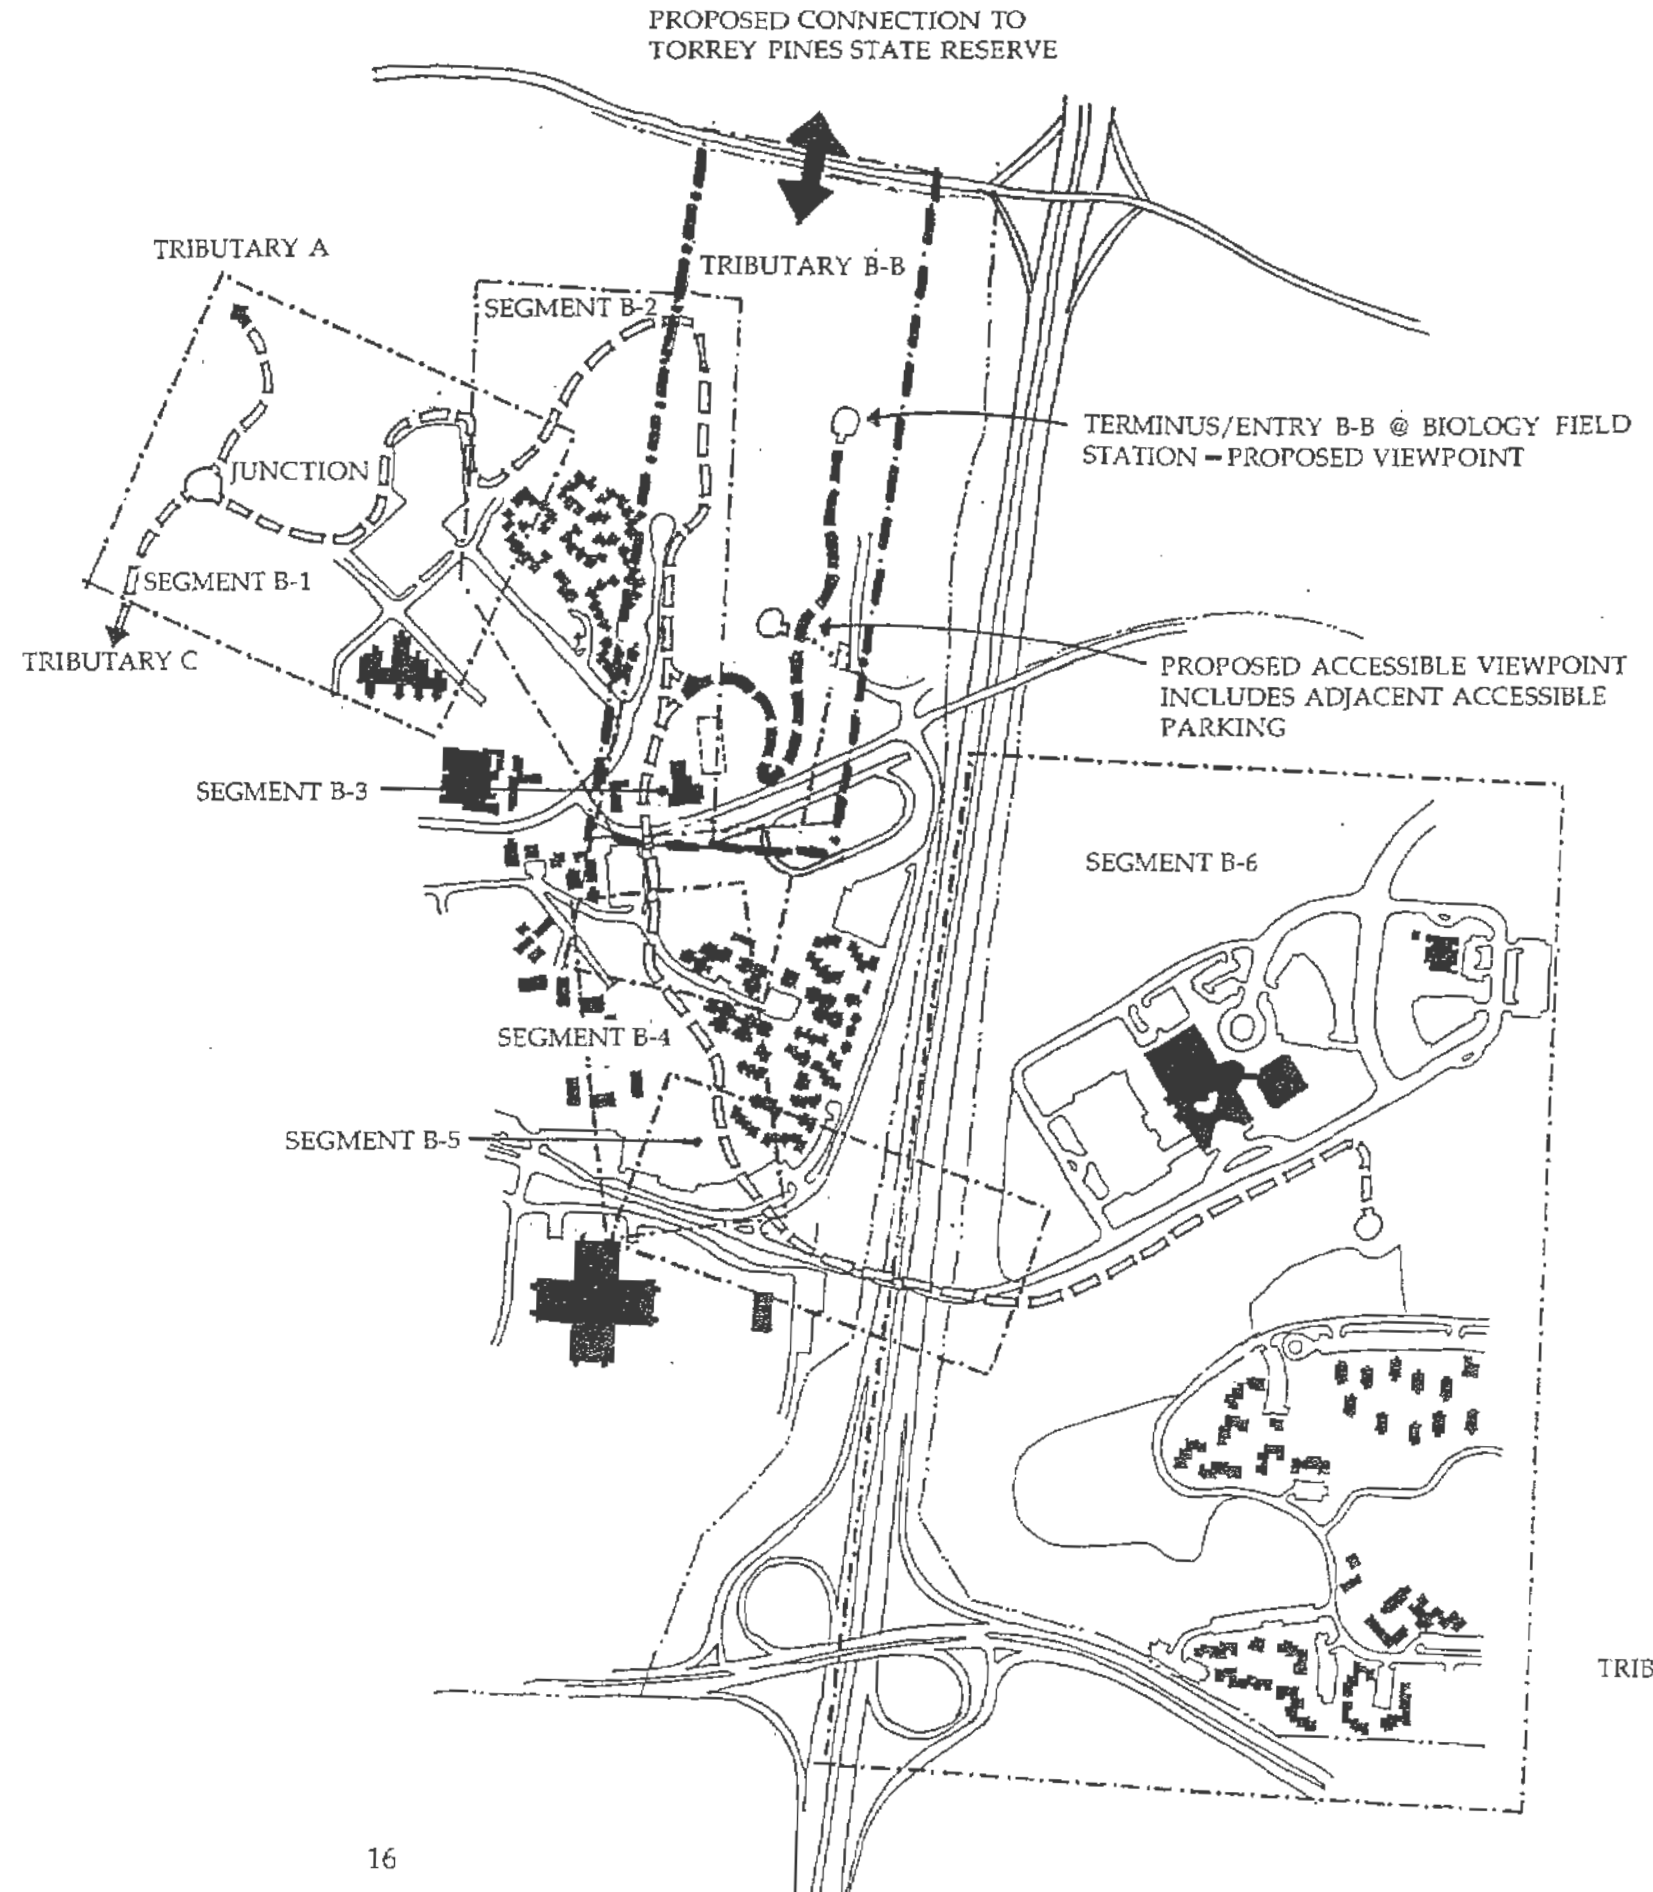 PROPOSED CONNECTION TO
TORREY PINES STATE RESERVE
TRIBUTARY A
TRIBUTARY B-B
SEGMENT B-2
TERMINUS/ENTRY B-B @ BIOLOGY FIELD
STATION – PROPOSED VIEWPOINT
JUNCTION
SEGMENT B-1
TRIBUTARY C
PROPOSED ACCESSIBLE VIEWPOINT
INCLUDES ADJACENT ACCESSIBLE
PARKING
SEGMENT B-3
SEGMENT B-6
SEGMENT B-4
SEGMENT B-5
TRIB
16